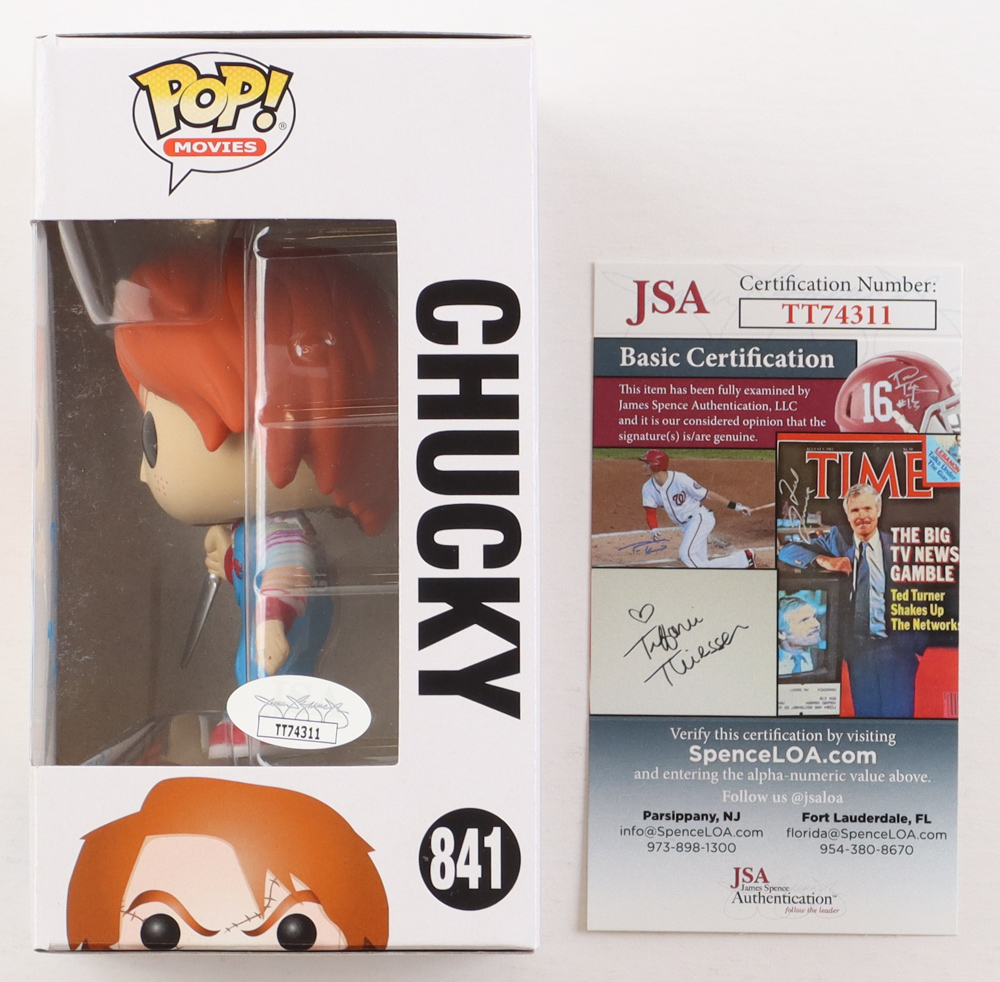 POP!
®
MOVIES
CHUCKY
TT74311
841
JSA
Certification Number:
TT74311
Basic Certification
This item has been fully examined by
James Spence Authentication, LLC
and it is our considered opinion that the
signature(s) is/are genuine.
16
#13
TIME
THE BIG
TV NEWS
GAMBLE
Ted Turner
Shakes Up
The Networks
W
Tiffani
Thiessen
Verify this certification by visiting
SpenceLOA.com
and entering the alpha-numeric value above.
Follow us @jsaloa
Parsippany, NJ
info@SpenceLOA.com
973-898-1300
Fort Lauderdale, FL
florida@SpenceLOA.com
954-380-8670
JSA
James Spence
Authentication
follow the leader